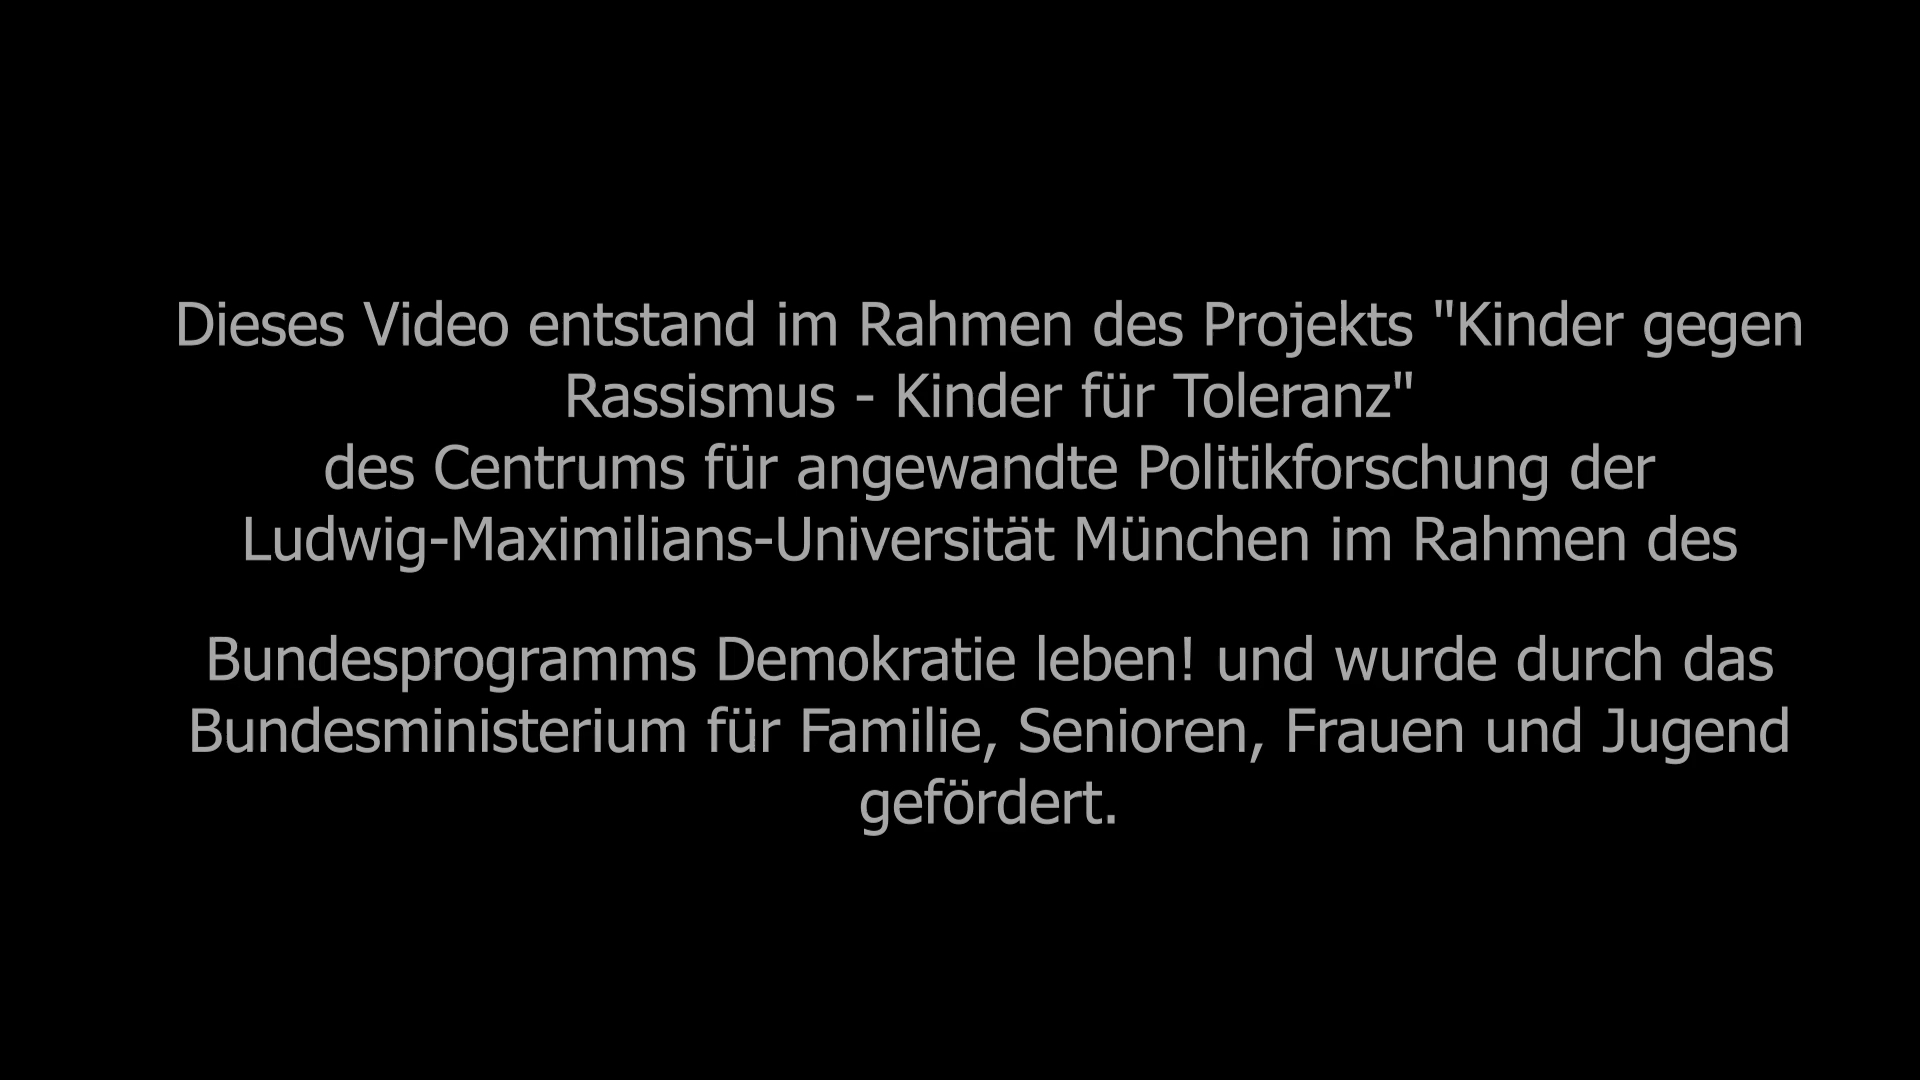 Dieses Video entstand im Rahmen des Projekts "Kinder gegen
Rassismus - Kinder für Toleranz"
des Centrums für angewandte Politikforschung der
Ludwig-Maximilians-Universität München im Rahmen des
Bundesprogramms Demokratie leben! und wurde durch das
Bundesministerium für Familie, Senioren, Frauen und Jugend
gefördert.